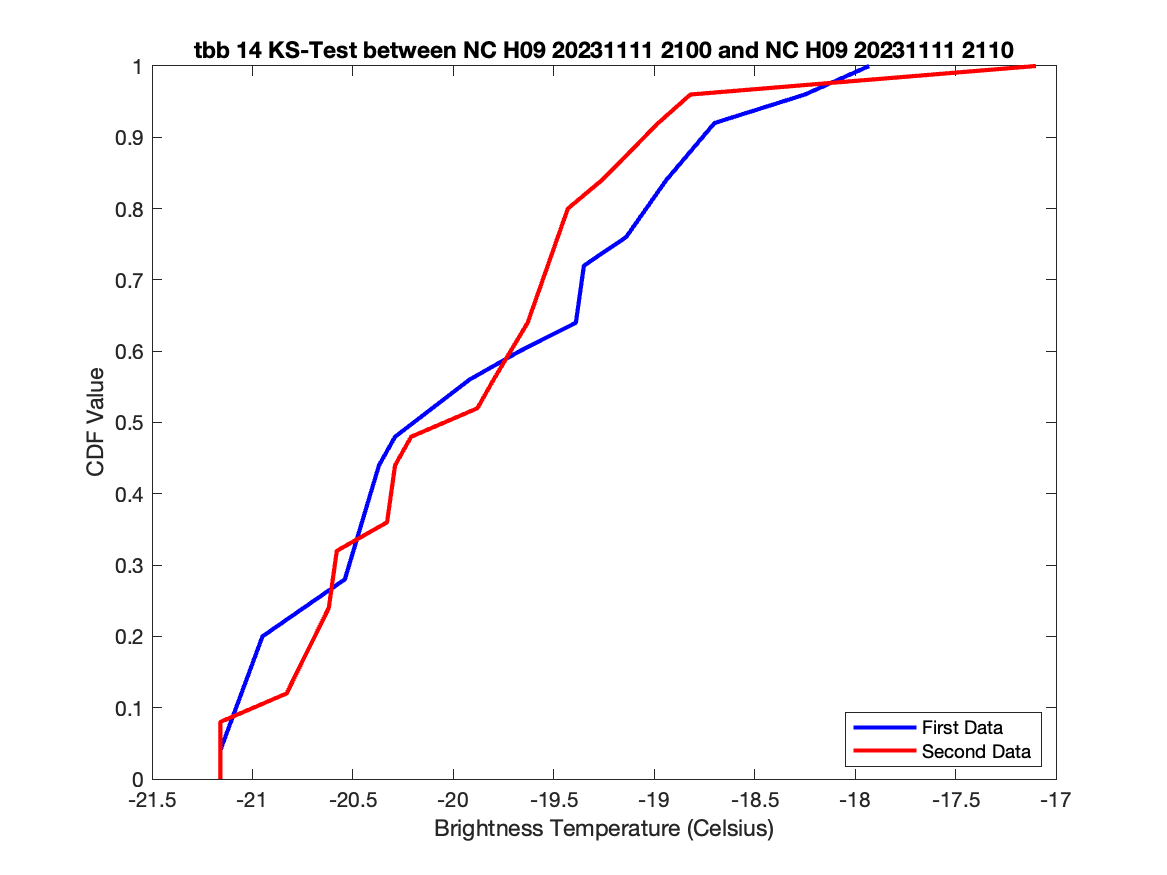 tbb 14 KS-Test between NC H09 20231111 2100 and NC H09 20231111 2110
1
0.9
0.8
0.7
0.6
0.5
0.4
0.3
0.2
0.1
0
CDF Value
First Data
Second Data
-21.5 -21 -20.5 -20 -19.5 -19 -18.5 -18 -17.5 -17
Brightness Temperature (Celsius)